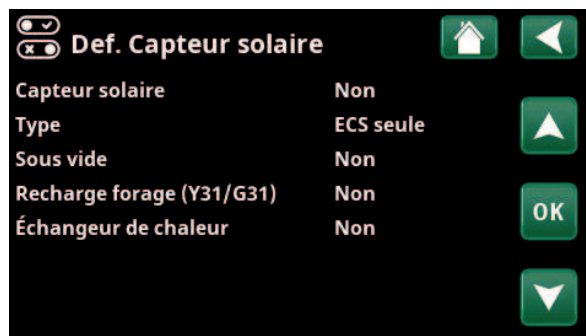 Def. Capteur solaire
Capteur solaire Non
Type ECS seule
Sous vide Non
Recharge forage (Y31/G31) Non
OK
Échangeur de chaleur Non